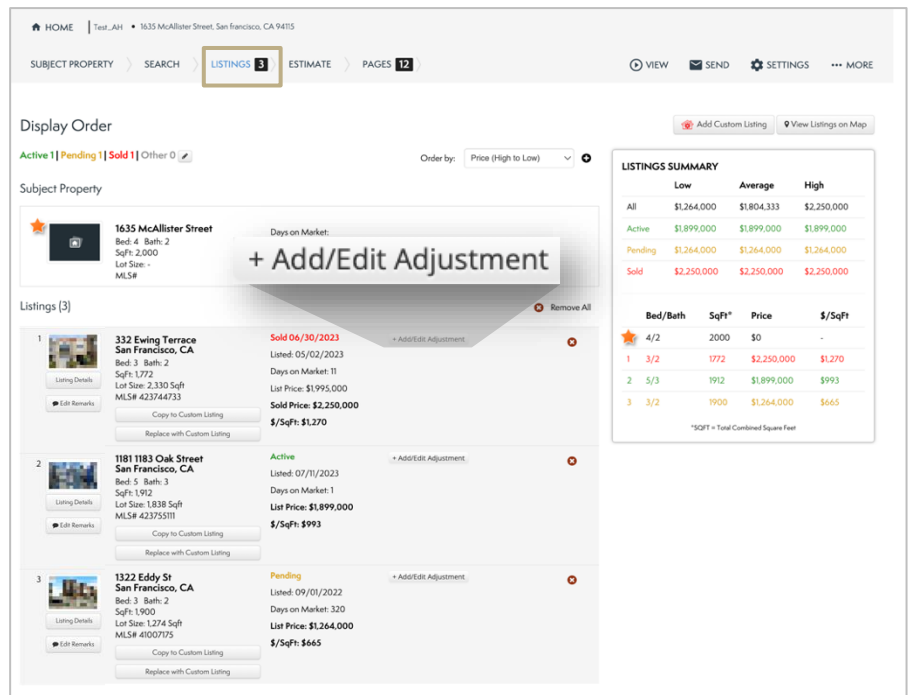 HOME | Test_AH • 1635 McAllister Street, San francisco, CA 94115
SUBJECT PROPERTY SEARCH LISTINGS 3 ESTIMATE PAGES 12 VIEW SEND SETTINGS ••• MORE
Display Order
Add Custom Listing View Listings on Map
Active 1 | Pending 1 | Sold 1 | Other 0
Order by: Price (High to Low)
Subject Property
1635 McAllister Street
Bed: 4 Bath: 2
SqFt: 2,000
Lot Size: -
MLS#
Days on Market:
+ Add/Edit Adjustment
Listings (3)
Remove All
1
Listing Details
Edit Remarks
332 Ewing Terrace
San Francisco, CA
Bed: 3 Bath: 2
SqFt: 1,772
Lot Size: 2,330 Sqft
MLS# 423744733
Copy to Custom Listing
Replace with Custom Listing
Sold 06/30/2023
Listed: 05/02/2023
Days on Market: 11
List Price: $1,995,000
Sold Price: $2,250,000
$/SqFt: $1,270
+ Add/Edit Adjustment
2
Listing Details
Edit Remarks
1181 1183 Oak Street
San Francisco, CA
Bed: 5 Bath: 3
SqFt: 1,912
Lot Size: 1,838 Sqft
MLS# 423755111
Copy to Custom Listing
Replace with Custom Listing
Active
Listed: 07/11/2023
Days on Market: 1
List Price: $1,899,000
$/SqFt: $993
+ Add/Edit Adjustment
3
Listing Details
Edit Remarks
1322 Eddy St
San Francisco, CA
Bed: 3 Bath: 2
SqFt: 1,900
Lot Size: 1,274 Sqft
MLS# 41007175
Copy to Custom Listing
Replace with Custom Listing
Pending
Listed: 09/01/2022
Days on Market: 320
List Price: $1,264,000
$/SqFt: $665
+ Add/Edit Adjustment
LISTINGS SUMMARY
Low Average High
All $1,264,000 $1,804,333 $2,250,000
Active $1,899,000 $1,899,000 $1,899,000
Pending $1,264,000 $1,264,000 $1,264,000
Sold $2,250,000 $2,250,000 $2,250,000
Bed/Bath SqFt* Price $/SqFt
4/2 2000 $0 -
1 3/2 1772 $2,250,000 $1,270
2 5/3 1912 $1,899,000 $993
3 3/2 1900 $1,264,000 $665
*SQFT = Total Combined Square Feet